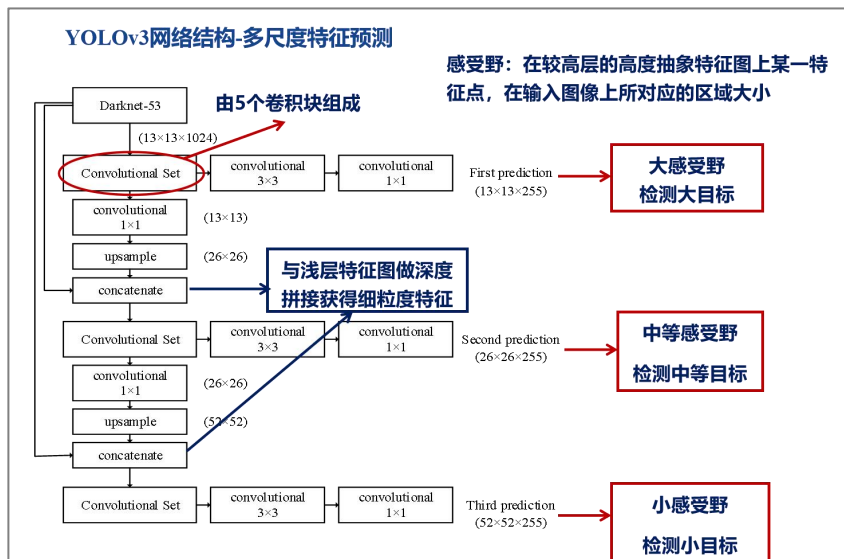 YOLOv3网络结构-多尺度特征预测
感受野：在较高层的高度抽象特征图上某一特
征点，在输入图像上所对应的区域大小
Darknet-53
由5个卷积块组成
(13×13×1024)
Convolutional Set
convolutional
3×3
convolutional
1×1
First prediction
(13×13×255)
大感受野
检测大目标
convolutional
1×1
(13×13)
upsample
(26×26)
concatenate
与浅层特征图做深度
拼接获得细粒度特征
Convolutional Set
convolutional
3×3
convolutional
1×1
Second prediction
(26×26×255)
中等感受野
检测中等目标
convolutional
1×1
(26×26)
upsample
(52×52)
concatenate
Convolutional Set
convolutional
3×3
convolutional
1×1
Third prediction
(52×52×255)
小感受野
检测小目标